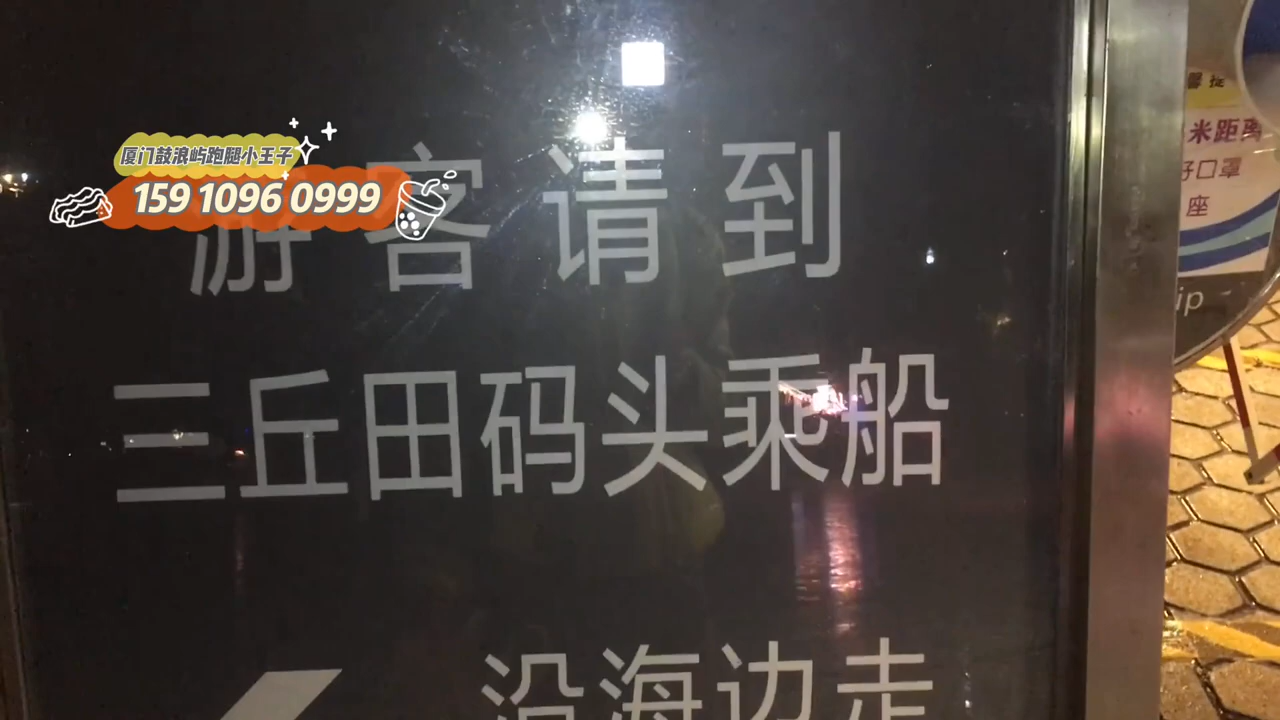 厦门鼓浪屿跑腿小王子
159 1096 0999
游客请到
三丘田码头乘船
沿海边走
米距离
口罩
座
ip